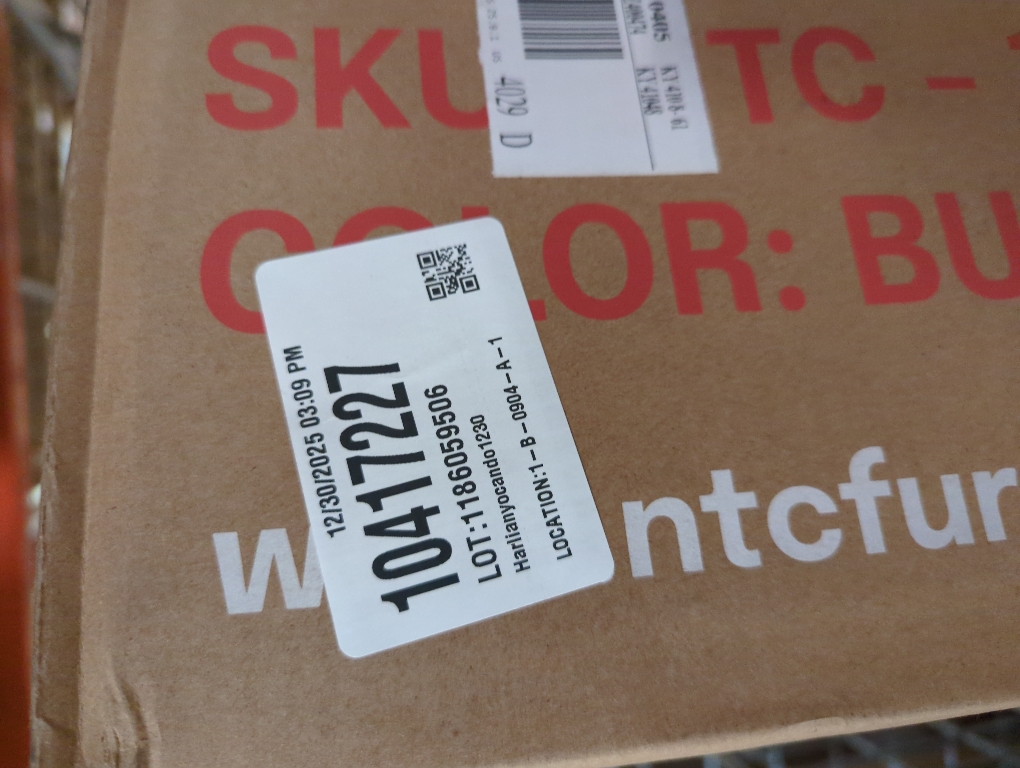 SKU TC -
4029 D
COLOR: BU
12/30/2025 03:09 PM
10417227
LOT:1186059506
Harlianyocando1230
LOCATION:1-B-0904-A-1
w ntcfur